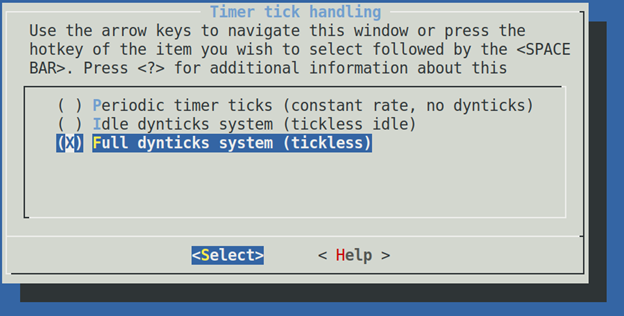 Timer tick handling
Use the arrow keys to navigate this window or press the
hotkey of the item you wish to select followed by the <SPACE
BAR>. Press <?> for additional information about this
( ) Periodic timer ticks (constant rate, no dynticks)
( ) Idle dynticks system (tickless idle)
(X) Full dynticks system (tickless)
<Select> < Help >